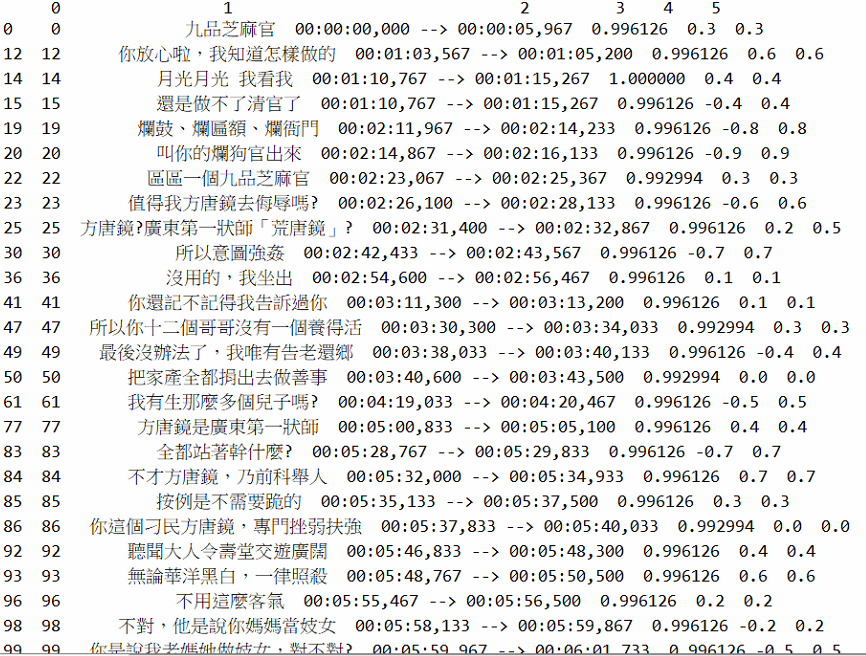 0 1 2 3 4 5
0 0 九品芝麻官 00:00:00,000 --> 00:00:05,967 0.996126 0.3 0.3
12 12 你放心啦，我知道怎樣做的 00:01:03,567 --> 00:01:05,200 0.996126 0.6 0.6
14 14 月光月光 我看我 00:01:10,767 --> 00:01:15,267 1.000000 0.4 0.4
15 15 還是做不了清官了 00:01:10,767 --> 00:01:15,267 0.996126 -0.4 0.4
19 19 爛鼓、爛匾額、爛衙門 00:02:11,967 --> 00:02:14,233 0.996126 -0.8 0.8
20 20 叫你的爛狗官出來 00:02:14,867 --> 00:02:16,133 0.996126 -0.9 0.9
22 22 區區一個九品芝麻官 00:02:23,067 --> 00:02:25,367 0.992994 0.3 0.3
23 23 值得我方唐鏡去侮辱嗎? 00:02:26,100 --> 00:02:28,133 0.996126 -0.6 0.6
25 25 方唐鏡?廣東第一狀師「荒唐鏡」? 00:02:31,400 --> 00:02:32,867 0.996126 0.2 0.5
30 30 所以意圖強姦 00:02:42,433 --> 00:02:43,567 0.996126 -0.7 0.7
36 36 沒用的，我坐出 00:02:54,600 --> 00:02:56,467 0.996126 0.1 0.1
41 41 你還記不記得我告訴過你 00:03:11,300 --> 00:03:13,200 0.996126 0.1 0.1
47 47 所以你十二個哥哥沒有一個養得活 00:03:30,300 --> 00:03:34,033 0.992994 0.3 0.3
49 49 最後沒辦法了，我唯有告老還鄉 00:03:38,033 --> 00:03:40,133 0.996126 -0.4 0.4
50 50 把家產全都捐出去做善事 00:03:40,600 --> 00:03:43,500 0.992994 0.0 0.0
61 61 我有生那麼多個兒子嗎? 00:04:19,033 --> 00:04:20,467 0.996126 -0.5 0.5
77 77 方唐鏡是廣東第一狀師 00:05:00,833 --> 00:05:05,100 0.996126 0.4 0.4
83 83 全都站著幹什麼? 00:05:28,767 --> 00:05:29,833 0.996126 -0.7 0.7
84 84 不才方唐鏡，乃前科舉人 00:05:32,000 --> 00:05:34,933 0.996126 0.7 0.7
85 85 按例是不需要跪的 00:05:35,133 --> 00:05:37,500 0.996126 0.3 0.3
86 86 你這個刁民方唐鏡，專門挫弱扶強 00:05:37,833 --> 00:05:40,033 0.992994 0.0 0.0
92 92 聽聞大人令壽堂交遊廣闊 00:05:46,833 --> 00:05:48,300 0.996126 0.4 0.4
93 93 無論華洋黑白，一律照殺 00:05:48,767 --> 00:05:50,500 0.996126 0.6 0.6
96 96 不用這麼客氣 00:05:55,467 --> 00:05:56,500 0.996126 0.2 0.2
98 98 不對，他是說你媽媽當妓女 00:05:58,133 --> 00:05:59,867 0.996126 -0.2 0.2
99 99 你是說我老媽她做妓女，對不對? 00:05:59,967 --> 00:06:01,733 0.996126 -0.5 0.5